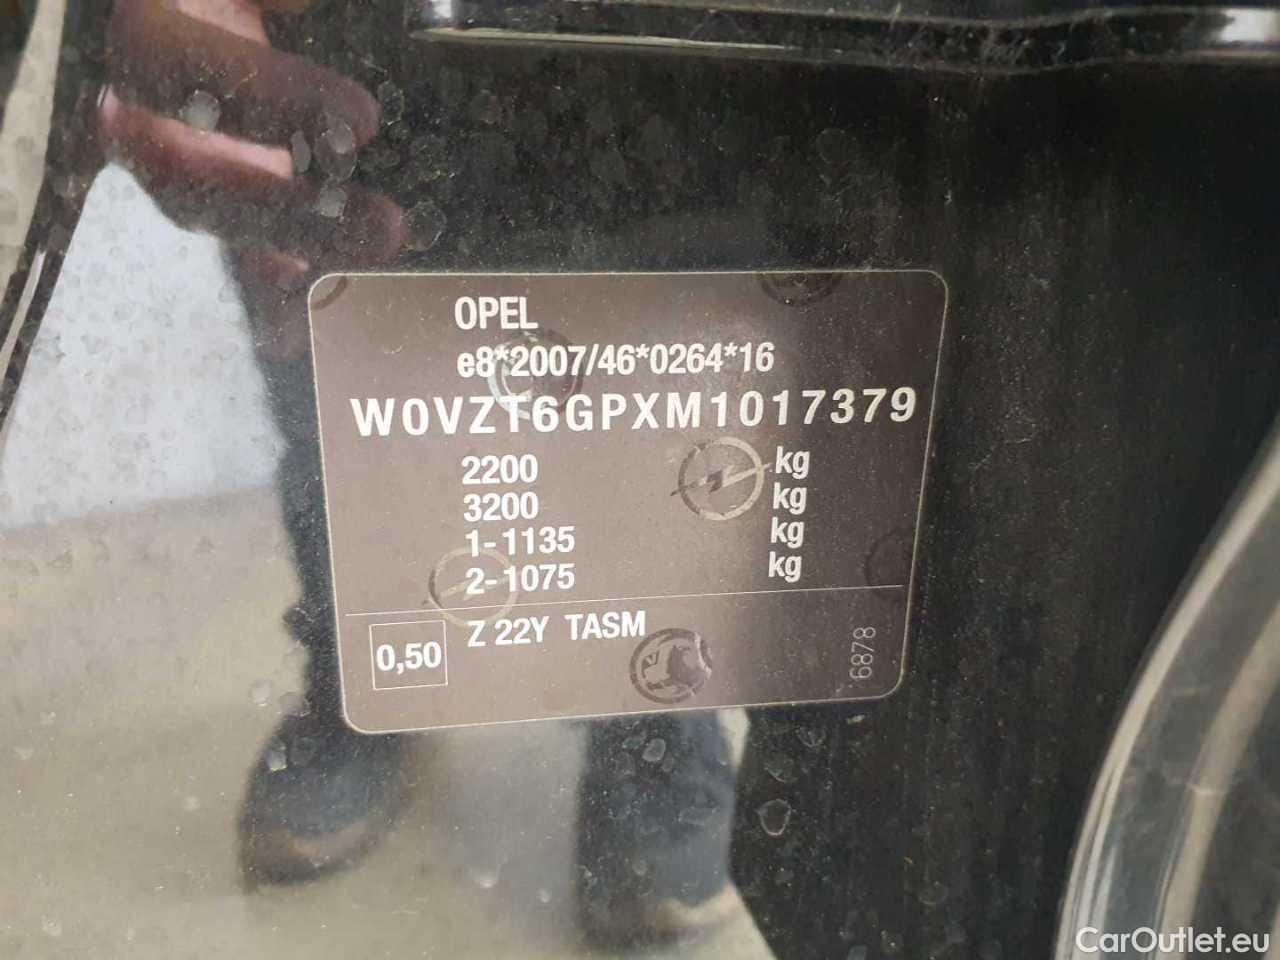 OPEL
e8*2007/46*0264*16
W0VZT6GPXM1017379
2200 kg
3200 kg
1-1135 kg
2-1075 kg
0,50 Z 22Y TASM
6878
CarOutlet.eu